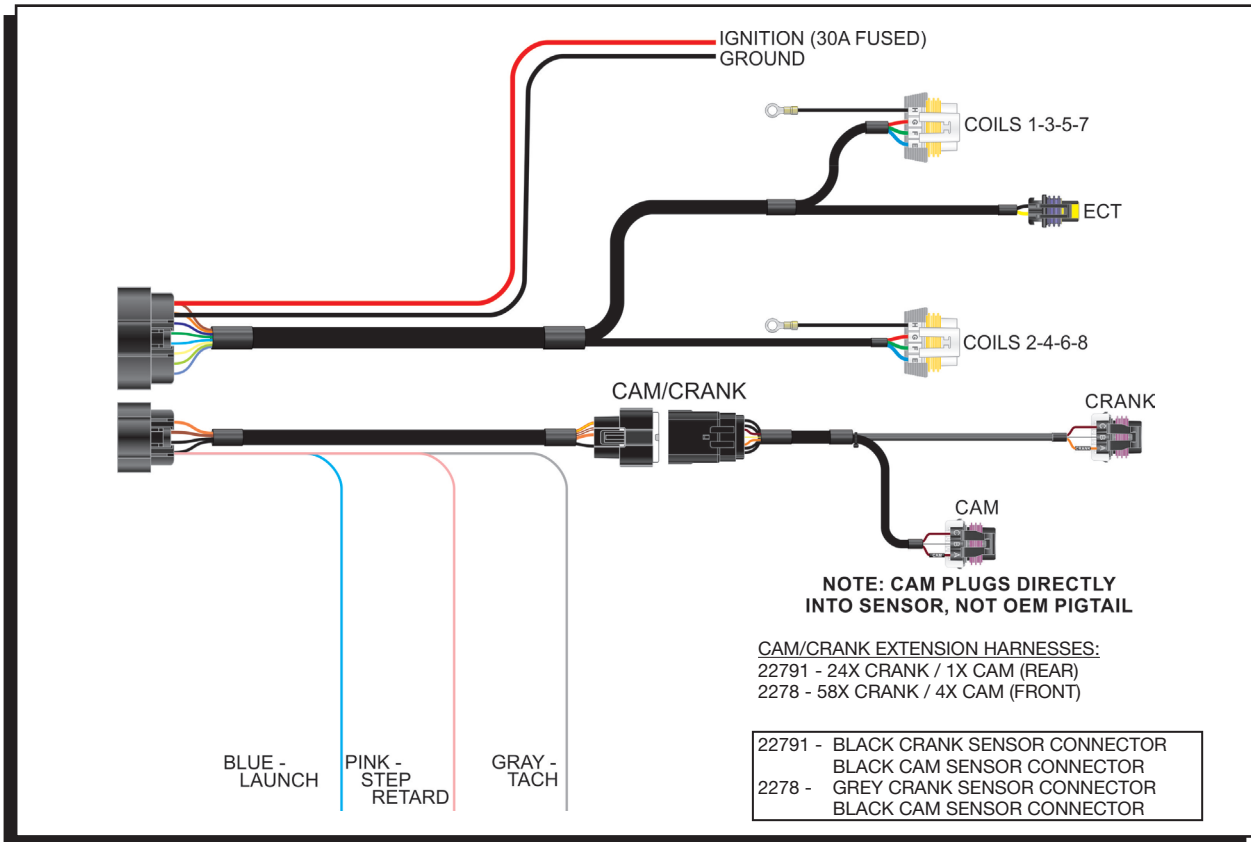 IGNITION (30A FUSED)
GROUND
H
G
F
E
COILS 1-3-5-7
ECT
H
G
F
E
COILS 2-4-6-8
CAM/CRANK
CRANK
C
B
A
CAM
C
B
A
CAM
NOTE: CAM PLUGS DIRECTLY
INTO SENSOR, NOT OEM PIGTAIL
CAM/CRANK EXTENSION HARNESSES:
22791 - 24X CRANK / 1X CAM (REAR)
2278 - 58X CRANK / 4X CAM (FRONT)
22791 - BLACK CRANK SENSOR CONNECTOR
BLACK CAM SENSOR CONNECTOR
2278 - GREY CRANK SENSOR CONNECTOR
BLACK CAM SENSOR CONNECTOR
BLUE -
LAUNCH
PINK -
STEP
RETARD
GRAY -
TACH